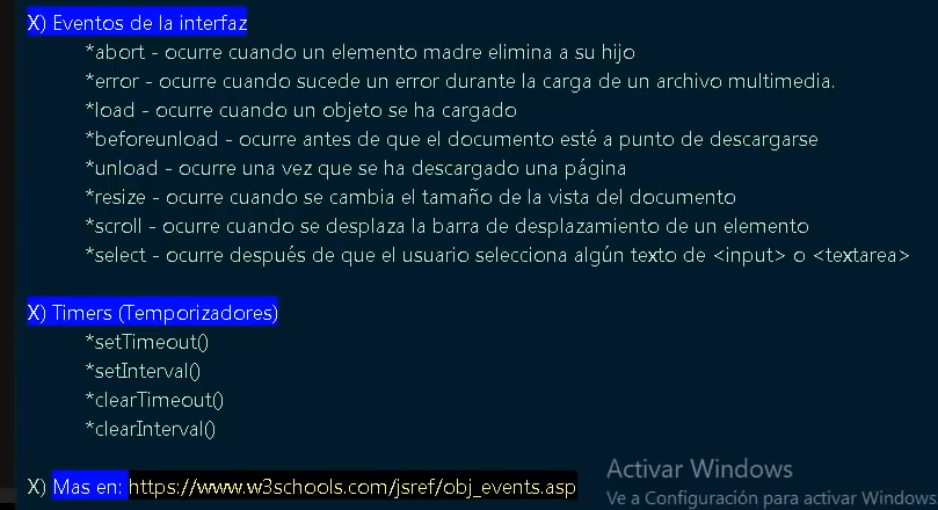 X) Eventos de la interfaz
*abort - ocurre cuando un elemento madre elimina a su hijo
*error - ocurre cuando sucede un error durante la carga de un archivo multimedia.
*load - ocurre cuando un objeto se ha cargado
*beforeunload - ocurre antes de que el documento esté a punto de descargarse
*unload - ocurre una vez que se ha descargado una página
*resize - ocurre cuando se cambia el tamaño de la vista del documento
*scroll - ocurre cuando se desplaza la barra de desplazamiento de un elemento
*select - ocurre después de que el usuario selecciona algún texto de <input> o <textarea>
X) Timers (Temporizadores)
*setTimeout()
*setInterval()
*clearTimeout()
*clearInterval()
X) Mas en: https://www.w3schools.com/jsref/obj_events.asp
Activar Windows
Ve a Configuración para activar Windows